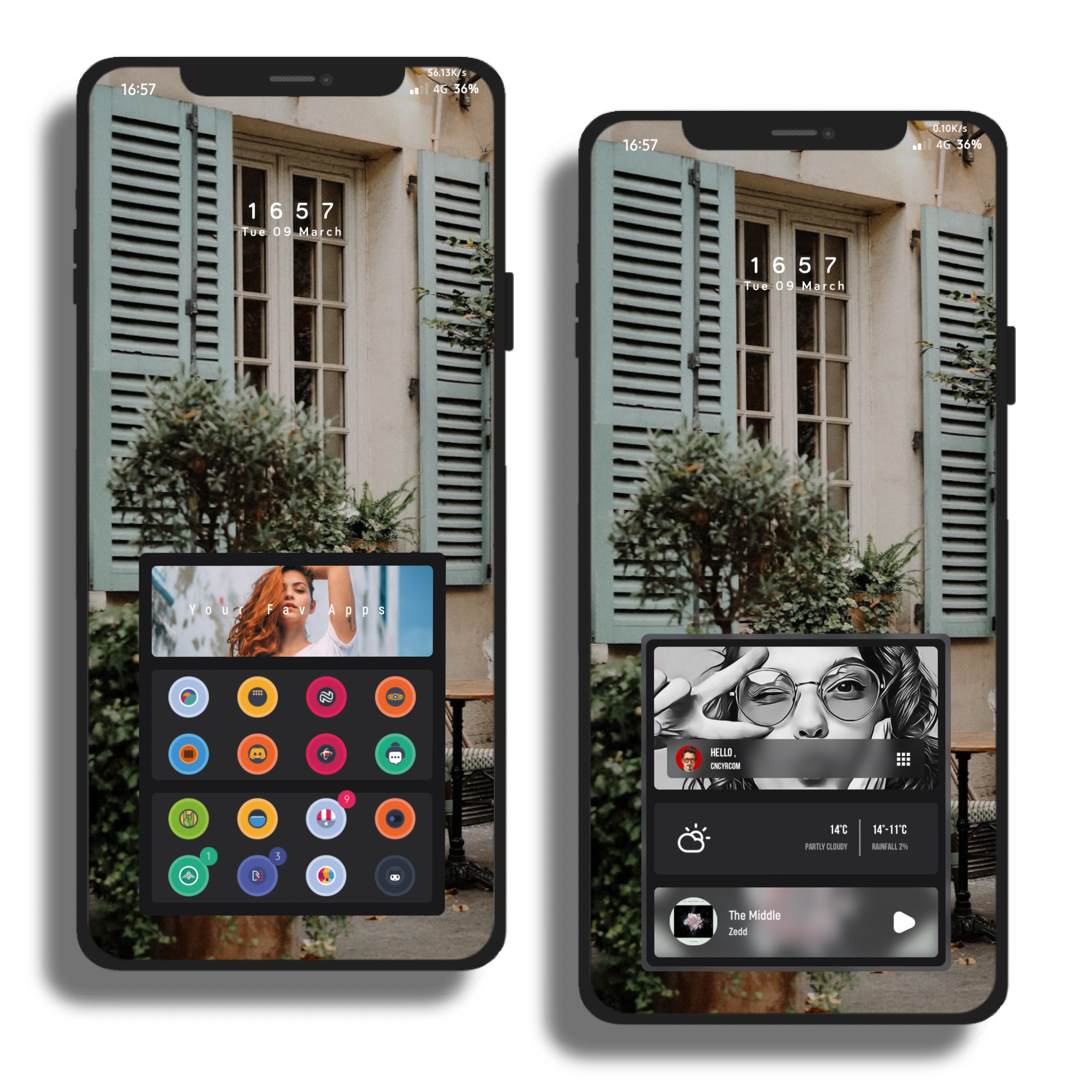 16:57
56.13K/s
4G 36%
1 6 5 7
Tue 09 March
Your Fav Apps
9
1
3
16:57
0.10K/s
4G 36%
1 6 5 7
Tue 09 March
HELLO ,
CNCYRCOM
14°C
14°-11°C
PARTLY CLOUDY
RAINFALL 2%
The Middle
Zedd